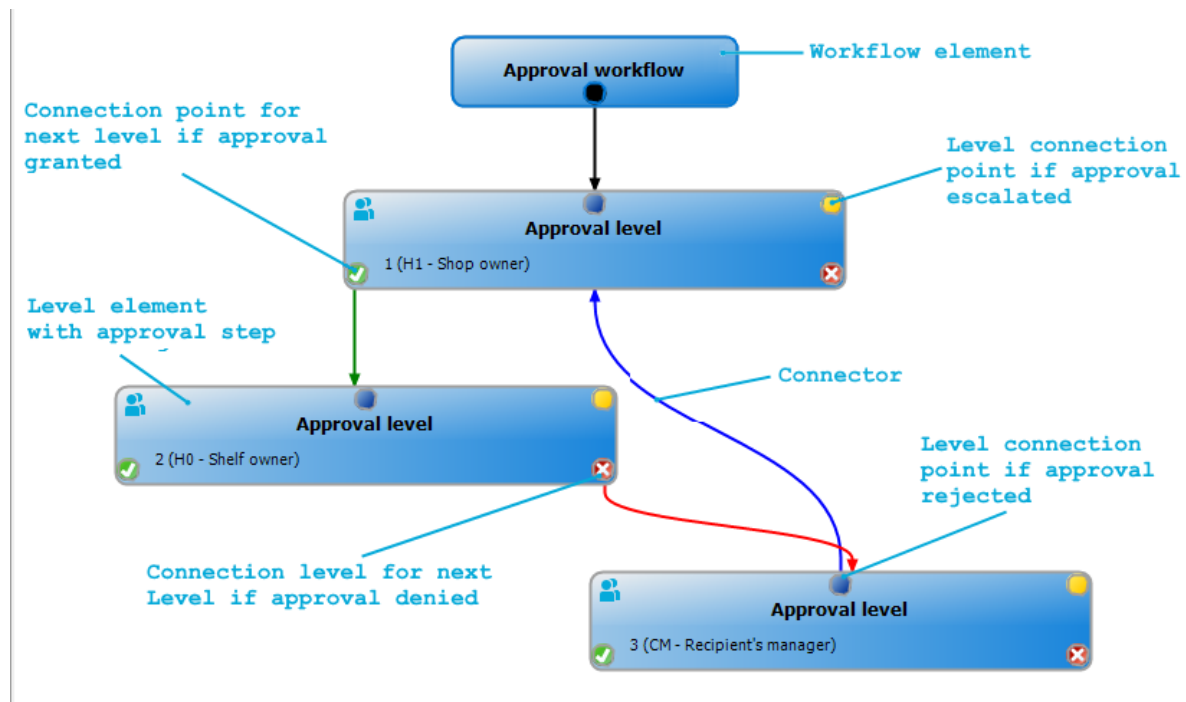 Workflow element
Approval workflow
Connection point for
next level if approval
granted
Level connection
point if approval
escalated
Approval level
1 (H1 - Shop owner)
Level element
with approval step
Connector
Approval level
2 (H0 - Shelf owner)
Level connection
point if approval
rejected
Connection level for next
Level if approval denied
Approval level
3 (CM - Recipient's manager)